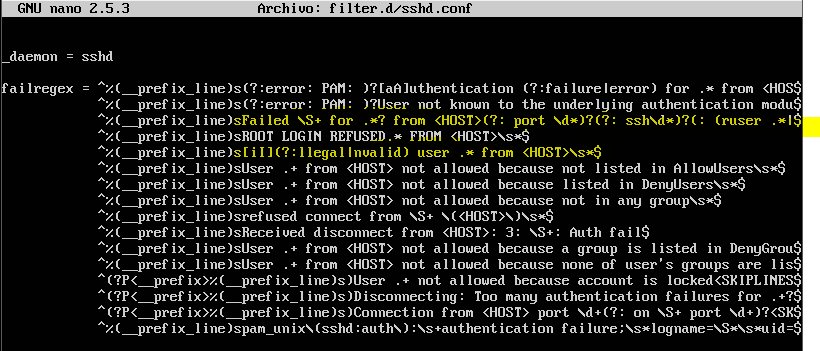 GNU nano 2.5.3 Archivo: filter.d/sshd.conf
_daemon = sshd
failregex = ^%(__prefix_line)s(?:error: PAM: )?[aA]uthentication (?:failure|error) for .* from <HOS$
^%(__prefix_line)s(?:error: PAM: )?User not known to the underlying authentication modu$
^%(__prefix_line)sFailed \S+ for .*? from <HOST>(?: port \d*)?(?: ssh\d*)?(: (ruser .*|$
^%(__prefix_line)sROOT LOGIN REFUSED.* FROM <HOST>\s*$
^%(__prefix_line)s[iI](?:llegal|nvalid) user .* from <HOST>\s*$
^%(__prefix_line)sUser .+ from <HOST> not allowed because not listed in AllowUsers\s*$
^%(__prefix_line)sUser .+ from <HOST> not allowed because listed in DenyUsers\s*$
^%(__prefix_line)sUser .+ from <HOST> not allowed because not in any group\s*$
^%(__prefix_line)srefused connect from \S+ \(<HOST>\)\s*$
^%(__prefix_line)sReceived disconnect from <HOST>: 3: \S+: Auth fail$
^%(__prefix_line)sUser .+ from <HOST> not allowed because a group is listed in DenyGrou$
^%(__prefix_line)sUser .+ from <HOST> not allowed because none of user's groups are lis$
^(?P<__prefix>%(__prefix_line)s)User .+ not allowed because account is locked<SKIPLINES$
^(?P<__prefix>%(__prefix_line)s)Disconnecting: Too many authentication failures for .+?$
^(?P<__prefix>%(__prefix_line)s)Connection from <HOST> port \d+(?: on \S+ port \d+)?<SK$
^%(__prefix_line)spam_unix\(sshd:auth\):\s+authentication failure;\s*logname=\S*\s*uid=$